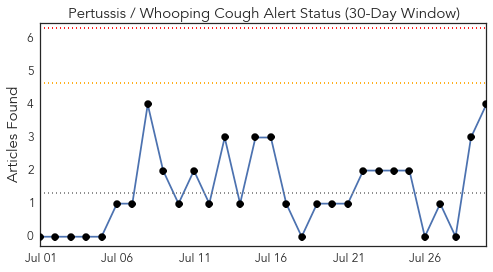 Pertussis / Whooping Cough Alert Status (30-Day Window)
Articles Found
6
5
4
3
2
1
0
Jul 01 Jul 06 Jul 11 Jul 16 Jul 21 Jul 26